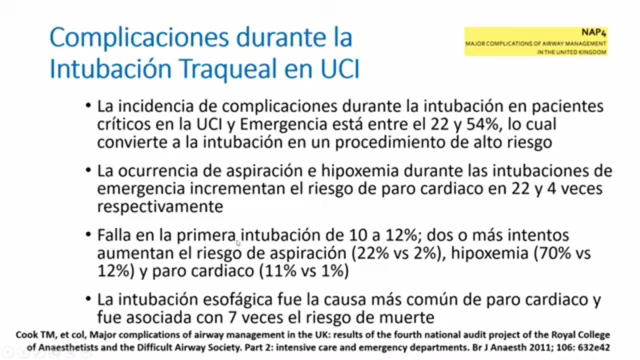 Complicaciones durante la
Intubación Traqueal en UCI
NAP4
MAJOR COMPLICATIONS OF AIRWAY MANAGEMENT
IN THE UNITED KINGDOM
• La incidencia de complicaciones durante la intubación en pacientes
críticos en la UCI y Emergencia está entre el 22 y 54%, lo cual
convierte a la intubación en un procedimiento de alto riesgo
• La ocurrencia de aspiración e hipoxemia durante las intubaciones de
emergencia incrementan el riesgo de paro cardiaco en 22 y 4 veces
respectivamente
• Falla en la primera intubación de 10 a 12%; dos o más intentos
aumentan el riesgo de aspiración (22% vs 2%), hipoxemia (70% vs
12%) y paro cardiaco (11% vs 1%)
• La intubación esofágica fue la causa más común de paro cardiaco y
fue asociada con 7 veces el riesgo de muerte
Cook TM, et col, Major complications of airway management in the UK: results of the fourth national audit project of the Royal College
of Anaesthetists and the Difficult Airway Society. Part 2: intensive care and emergency departments. Br J Anaesth 2011; 106: 632e42